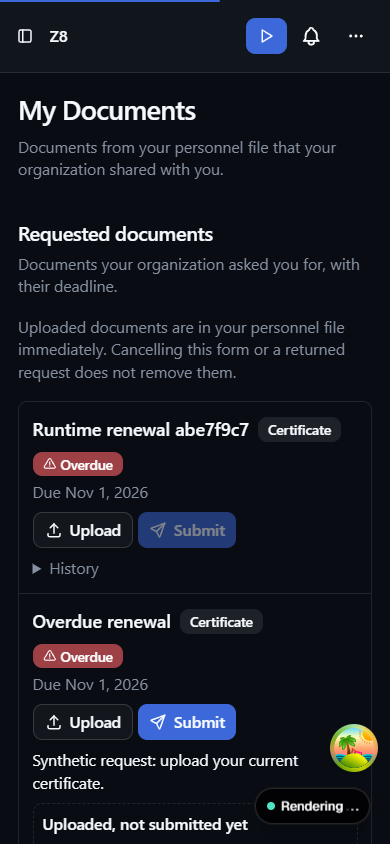 Z8
My Documents
Documents from your personnel file that your
organization shared with you.
Requested documents
Documents your organization asked you for, with
their deadline.
Uploaded documents are in your personnel file
immediately. Cancelling this form or a returned
request does not remove them.
Runtime renewal abe7f9c7 Certificate
Overdue
Due Nov 1, 2026
Upload Submit
History
Overdue renewal Certificate
Overdue
Due Nov 1, 2026
Upload Submit
Synthetic request: upload your current
certificate.
Rendering ...
Uploaded, not submitted yet